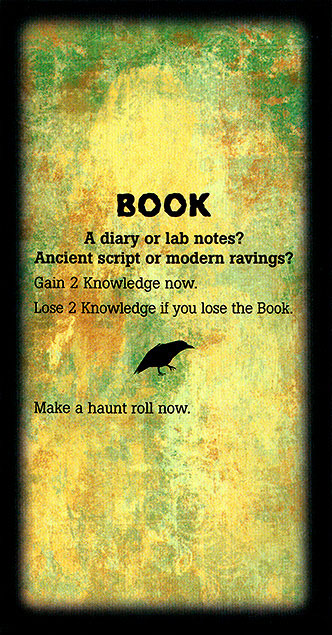 BOOK
A diary or lab notes?
Ancient script or modern ravings?
Gain 2 Knowledge now.
Lose 2 Knowledge if you lose the Book.
Make a haunt roll now.